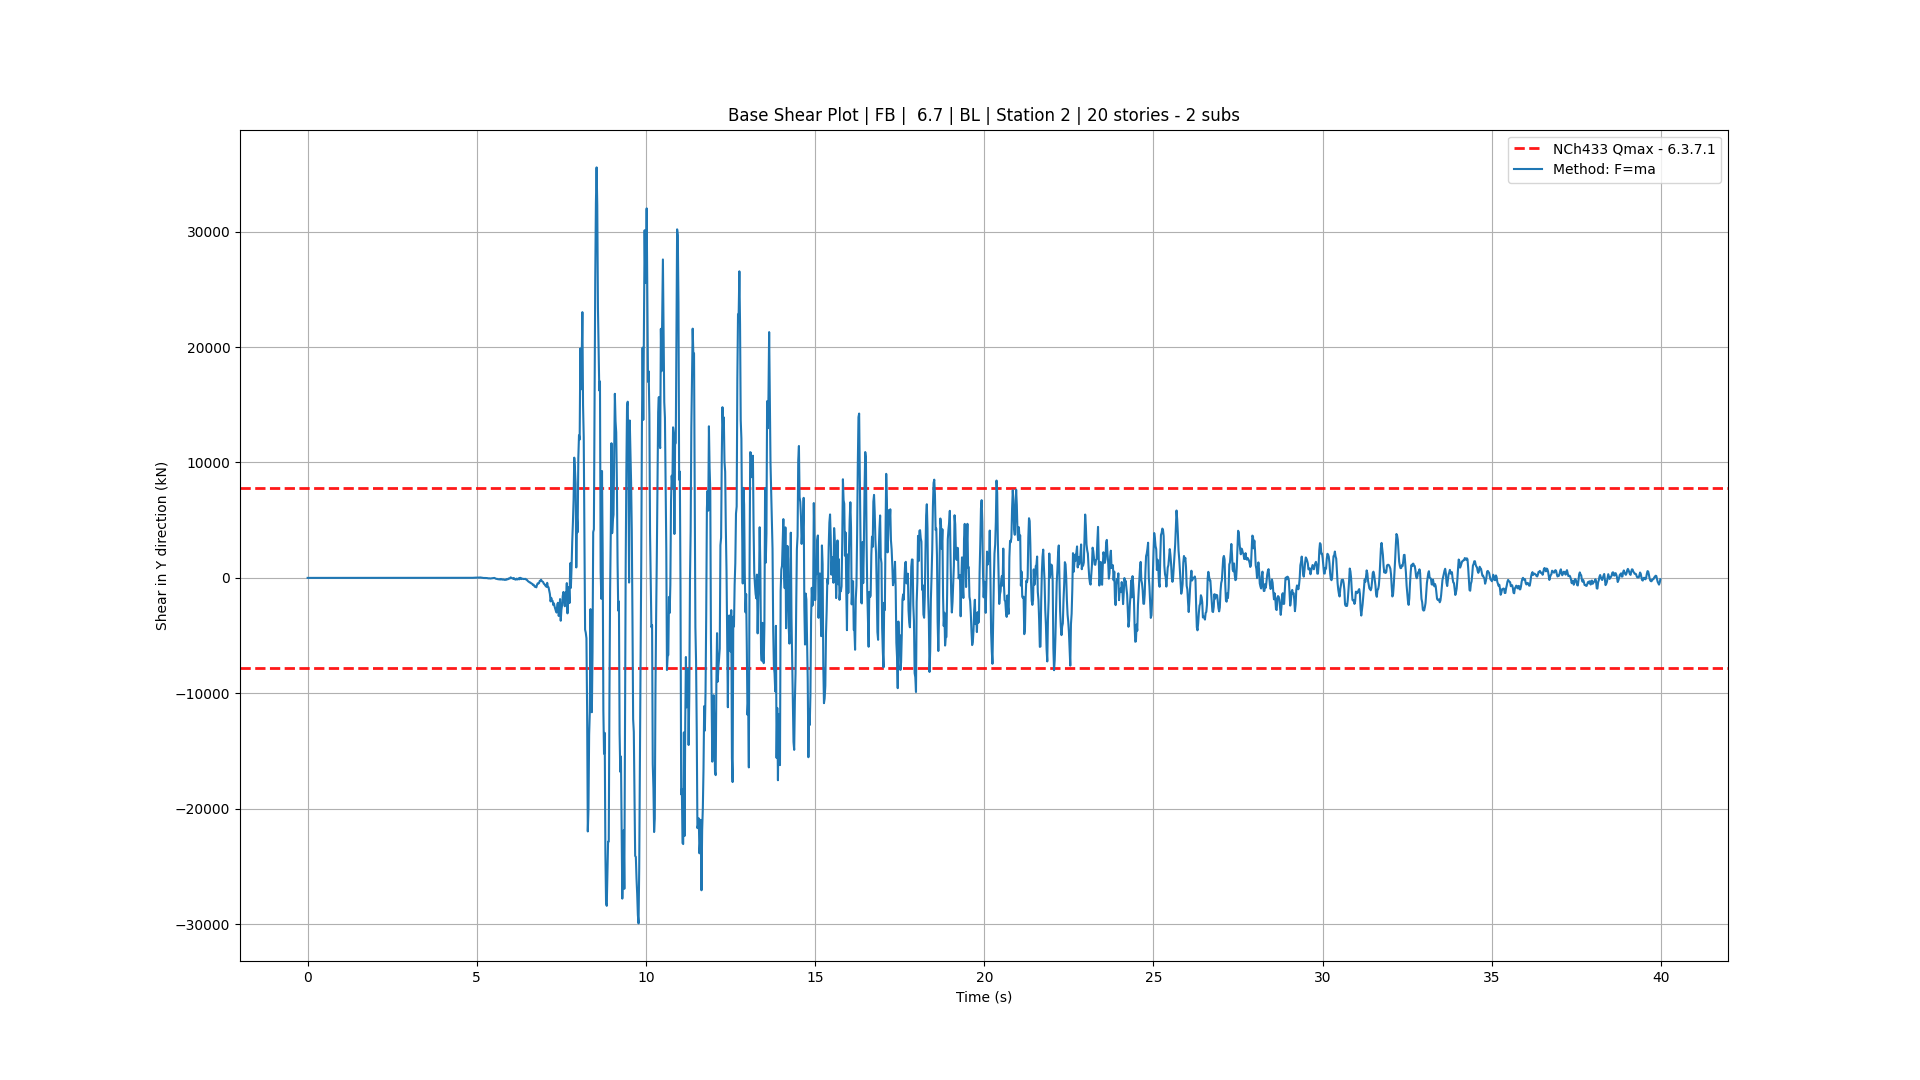 Base Shear Plot | FB |  6.7 | BL | Station 2 | 20 stories - 2 subs
NCh433 Qmax - 6.3.7.1
Method: F=ma
Shear in Y direction (kN)
30000
20000
10000
0
−10000
−20000
−30000
0 5 10 15 20 25 30 35 40
Time (s)